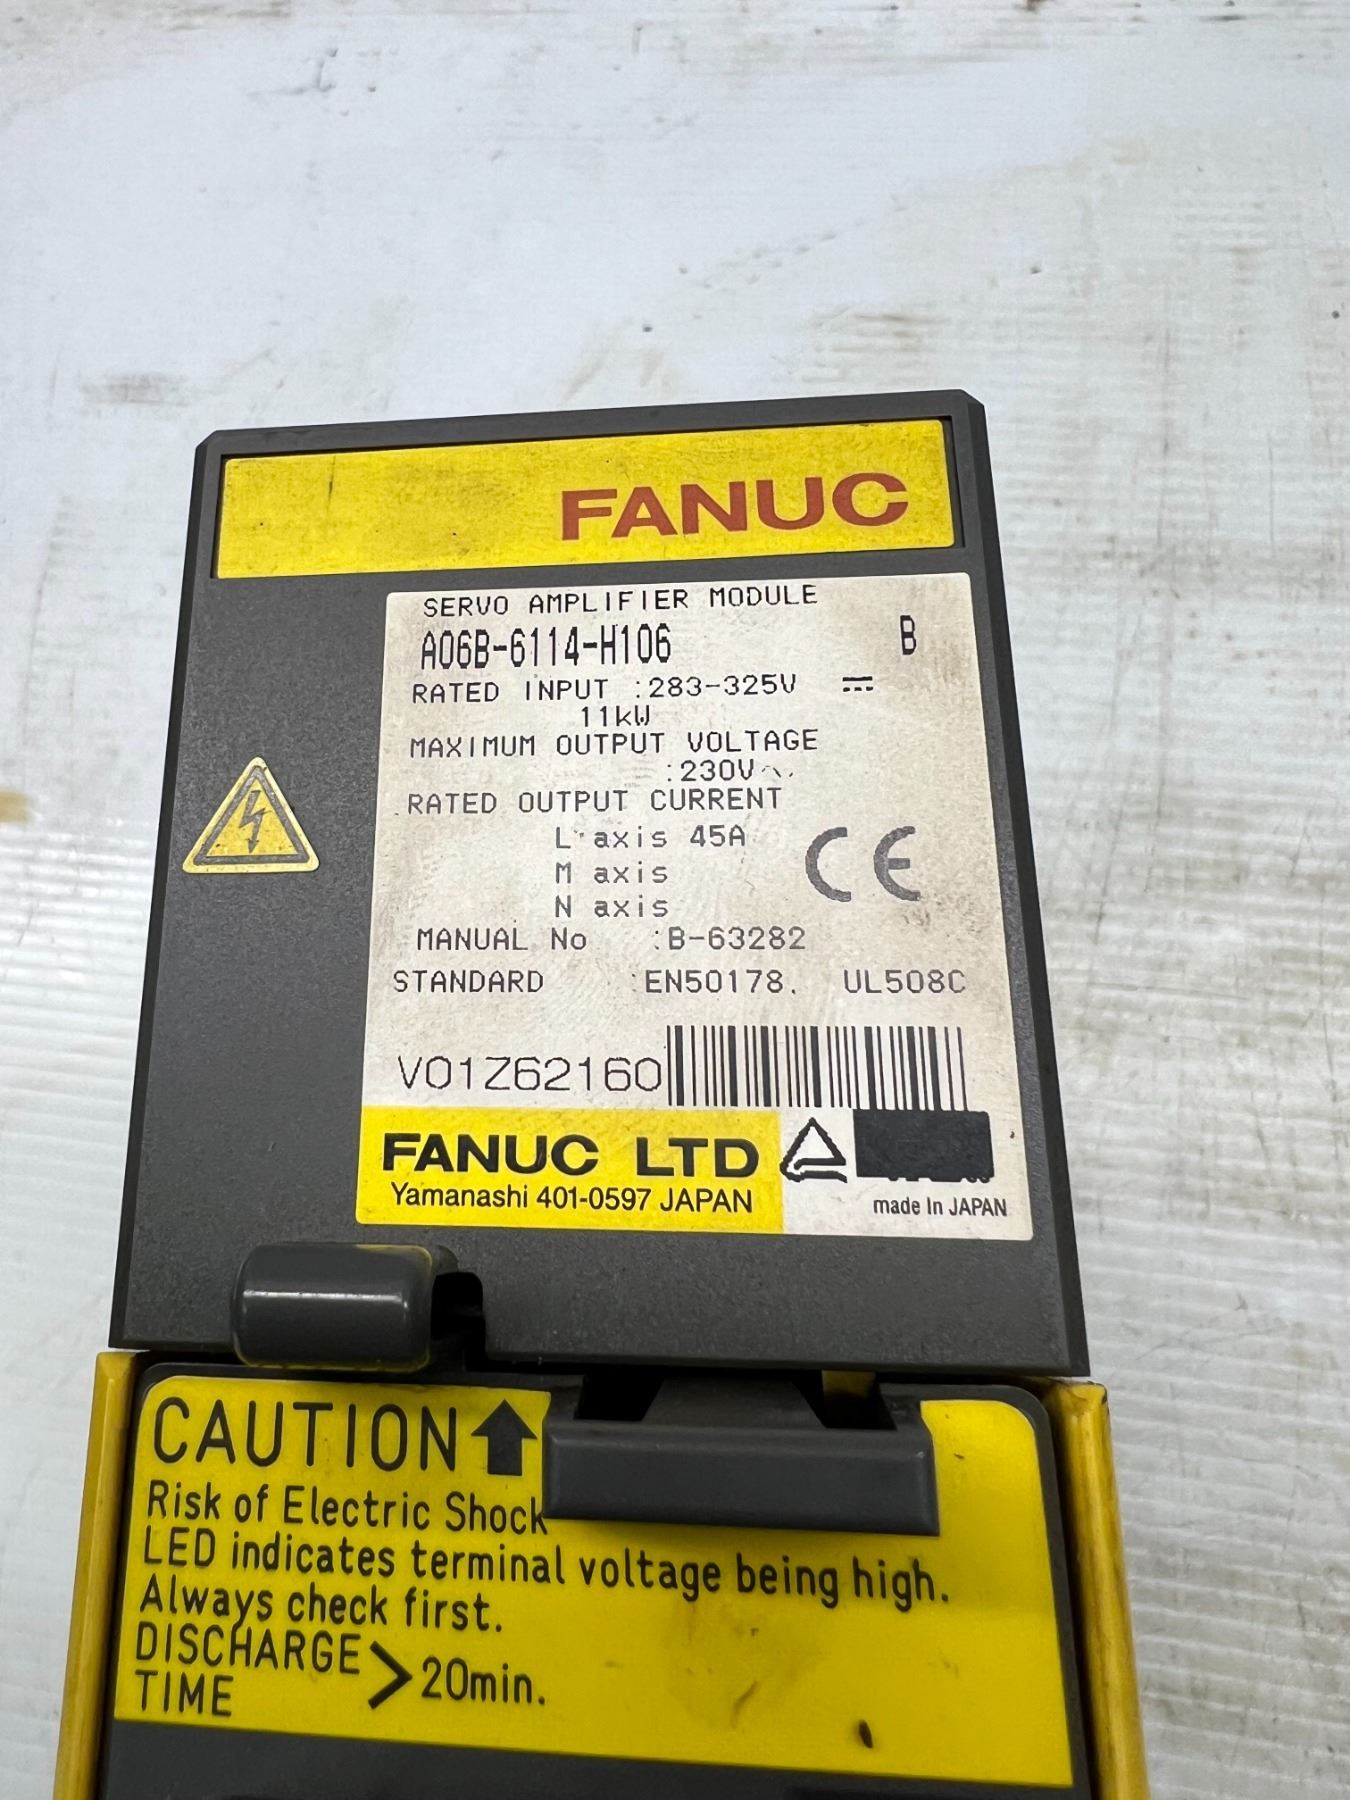 FANUC
SERVO AMPLIFIER MODULE
A06B-6114-H106 B
RATED INPUT :283-325V ⎓
11kW
MAXIMUM OUTPUT VOLTAGE
:230V~
RATED OUTPUT CURRENT
L axis 45A
M axis
N axis
CE
MANUAL No :B-63282
STANDARD :EN50178, UL508C
V01Z62160
FANUC LTD
Yamanashi 401-0597 JAPAN
made In JAPAN
CAUTION
Risk of Electric Shock
LED indicates terminal voltage being high.
Always check first.
DISCHARGE
TIME > 20min.